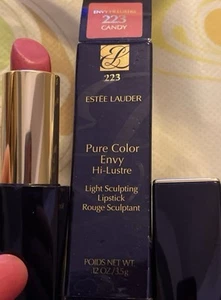 223
CANDY
223
ESTĒE LAUDER
Pure Color
Envy
Hi-Lustre
Light Sculpting
Lipstick
Rouge Sculptant
POIDS NET WT.
.12 OZ./3.5g